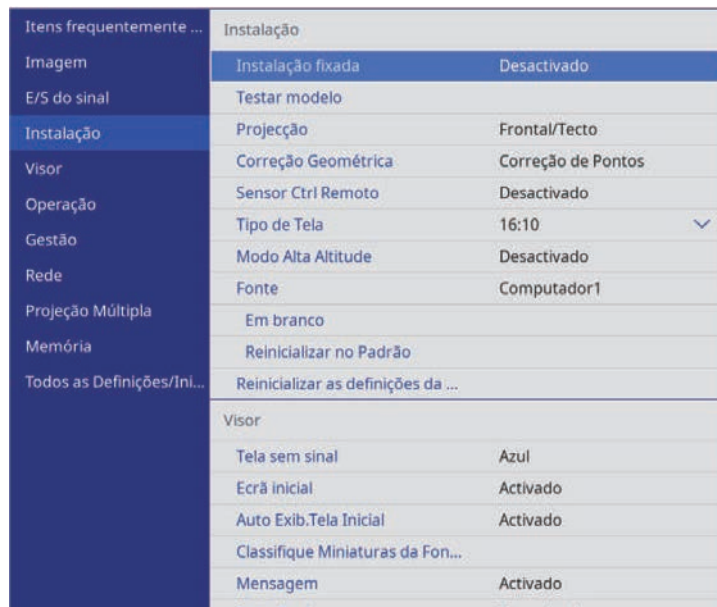 Itens frequentemente ...
Imagem
E/S do sinal
Instalação
Visor
Operação
Gestão
Rede
Projeção Múltipla
Memória
Todos as Definições/Ini...
Instalação
Instalação fixada Desactivado
Testar modelo
Projecção Frontal/Tecto
Correção Geométrica Correção de Pontos
Sensor Ctrl Remoto Desactivado
Tipo de Tela 16:10
Modo Alta Altitude Desactivado
Fonte Computador1
Em branco
Reinicializar no Padrão
Reinicializar as definições da ...
Visor
Tela sem sinal Azul
Ecrã inicial Activado
Auto Exib.Tela Inicial Activado
Classifique Miniaturas da Fon...
Mensagem Activado